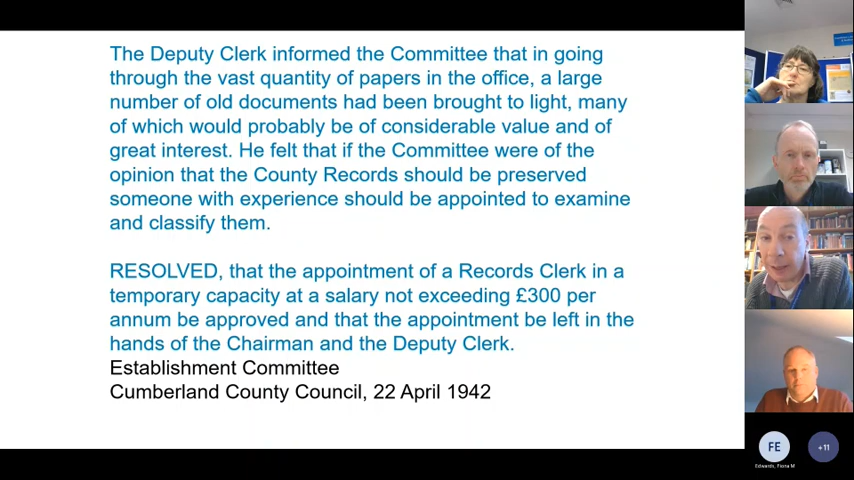 The Deputy Clerk informed the Committee that in going
through the vast quantity of papers in the office, a large
number of old documents had been brought to light, many
of which would probably be of considerable value and of
great interest. He felt that if the Committee were of the
opinion that the County Records should be preserved
someone with experience should be appointed to examine
and classify them.
RESOLVED, that the appointment of a Records Clerk in a
temporary capacity at a salary not exceeding £300 per
annum be approved and that the appointment be left in the
hands of the Chairman and the Deputy Clerk.
Establishment Committee
Cumberland County Council, 22 April 1942
FE
+11
Edwards, Fiona M